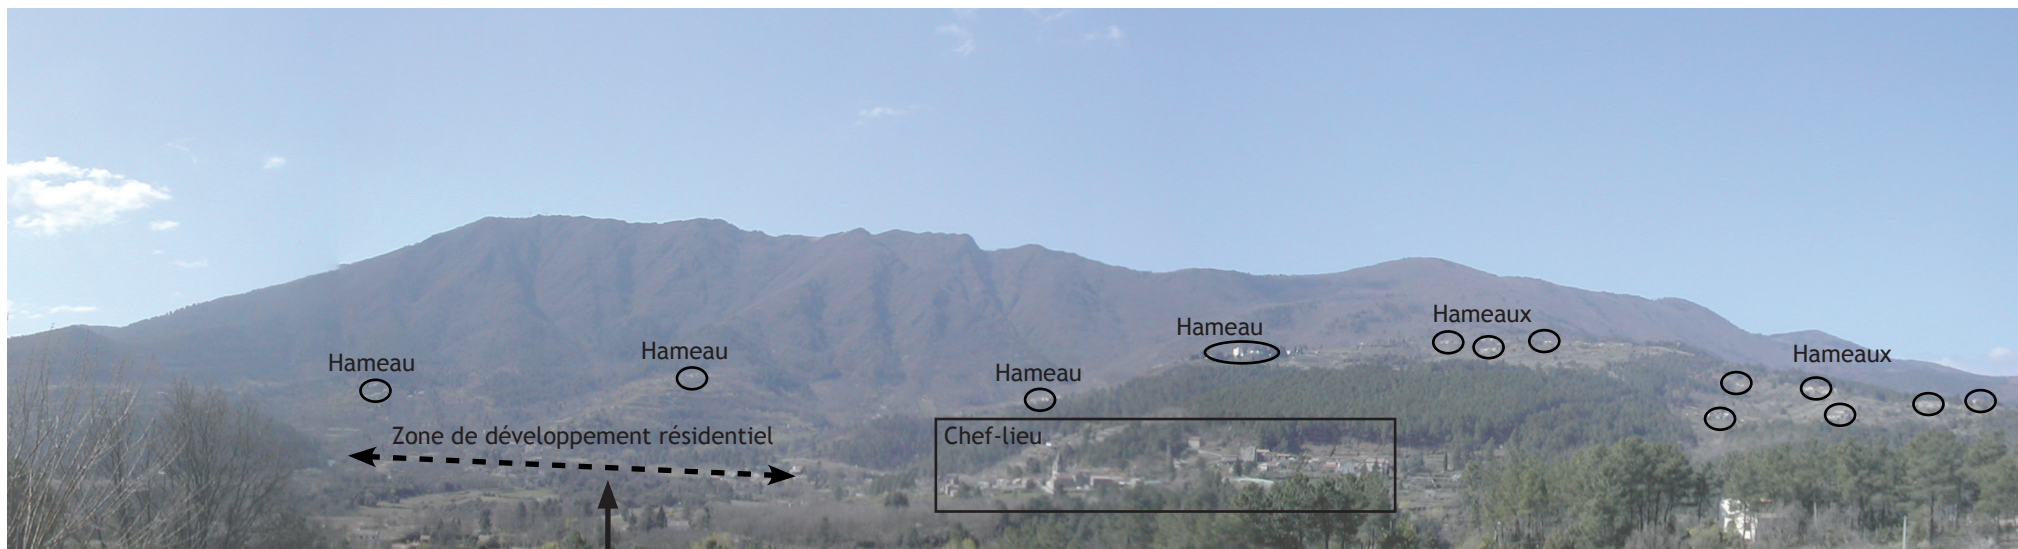 Hameau
Hameau
Hameau
Hameau
Hameaux
Hameaux
Zone de développement résidentiel
Chef-lieu